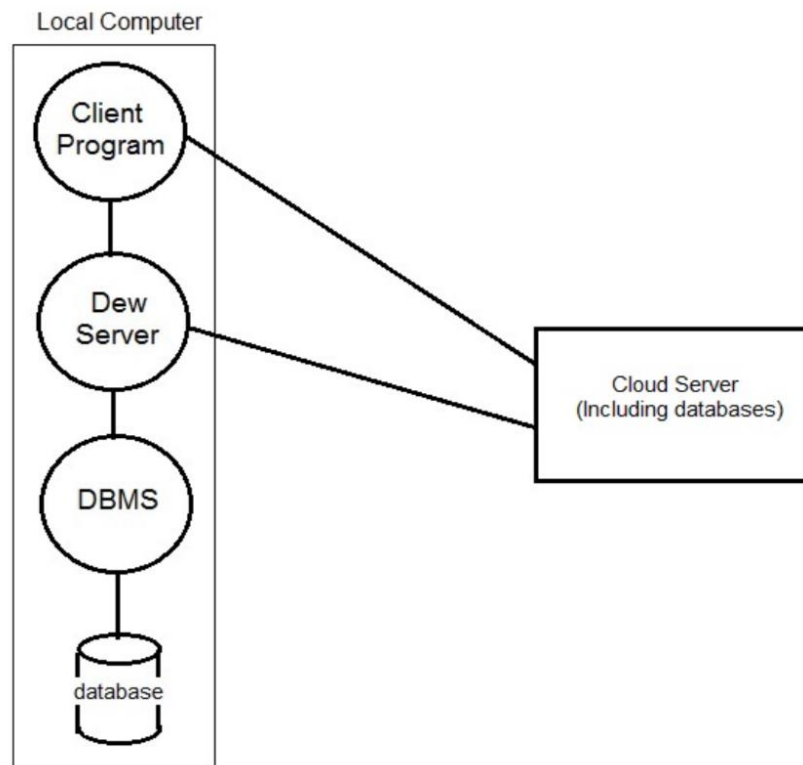 Local Computer
Client
Program
Dew
Server
Cloud Server
(Including databases)
DBMS
database